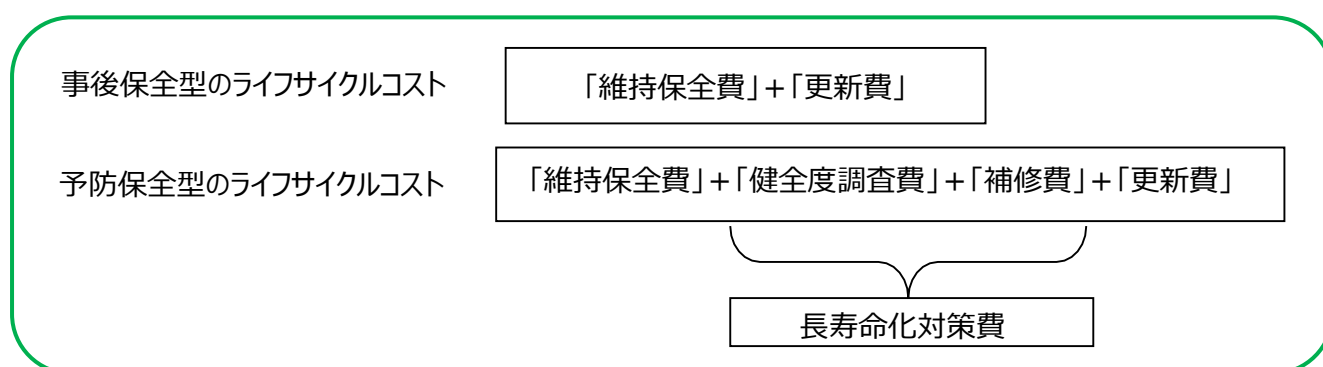 事後保全型のライフサイクルコスト 「維持保全費」+「更新費」
予防保全型のライフサイクルコスト 「維持保全費」+「健全度調査費」+「補修費」+「更新費」
長寿命化対策費